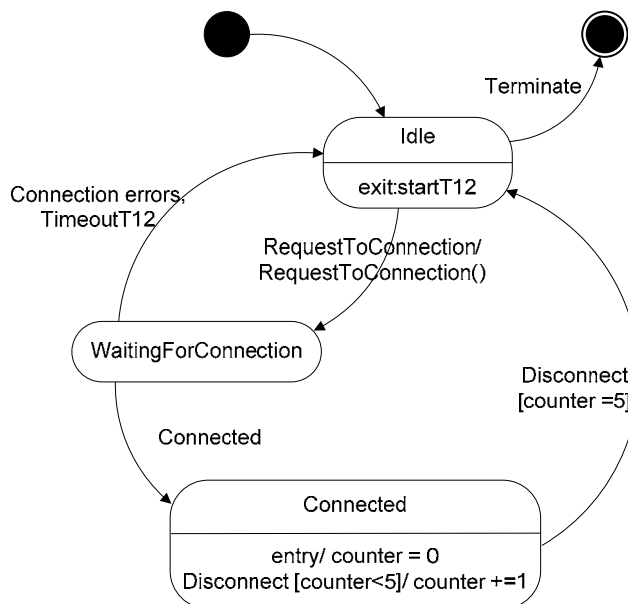 Terminate
Idle
exit:startT12
Connection errors,
TimeoutT12
RequestToConnection/
RequestToConnection()
WaitingForConnection
Disconnect
[counter =5]
Connected
Connected
entry/ counter = 0
Disconnect [counter<5]/ counter +=1